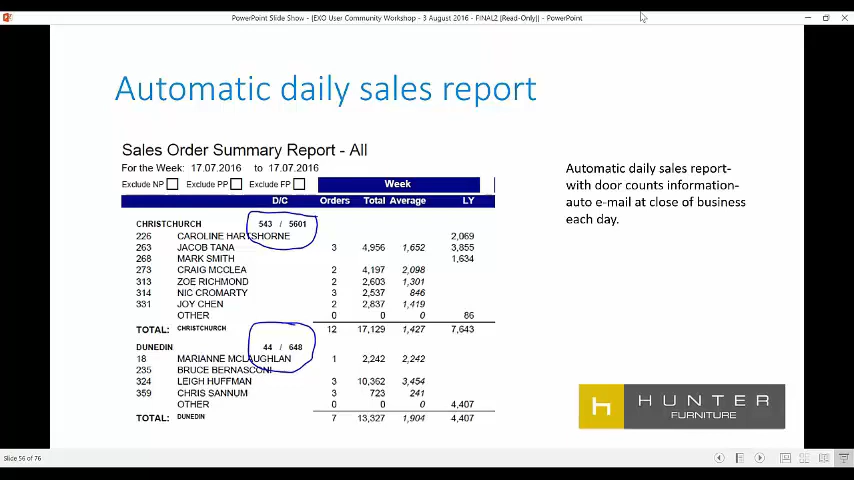 PowerPoint Slide Show - [EXO User Community Workshop - 3 August 2016 - FINAL2 [Read-Only]] - PowerPoint
Automatic daily sales report
Sales Order Summary Report - All
For the Week: 17.07.2016 to 17.07.2016
Exclude NP Exclude PP Exclude FP Week
D/C Orders Total Average LY
CHRISTCHURCH 543 / 5601
226 CAROLINE HARTSHORNE 2,069
263 JACOB TANA 3 4,956 1,652 3,855
268 MARK SMITH 1,634
273 CRAIG MCCLEA 2 4,197 2,098
313 ZOE RICHMOND 2 2,603 1,301
314 NIC CROMARTY 3 2,537 846
331 JOY CHEN 2 2,837 1,419
OTHER 0 0 0 86
TOTAL: CHRISTCHURCH 12 17,129 1,427 7,643
DUNEDIN 44 / 648
18 MARIANNE MCLAUGHLAN 1 2,242 2,242
235 BRUCE BERNASCONI
324 LEIGH HUFFMAN 3 10,362 3,454
359 CHRIS SANNUM 3 723 241
OTHER 0 0 0 4,407
TOTAL: DUNEDIN 7 13,327 1,904 4,407
Automatic daily sales report-
with door counts information-
auto e-mail at close of business
each day.
h HUNTER
FURNITURE
Slide 56 of 76